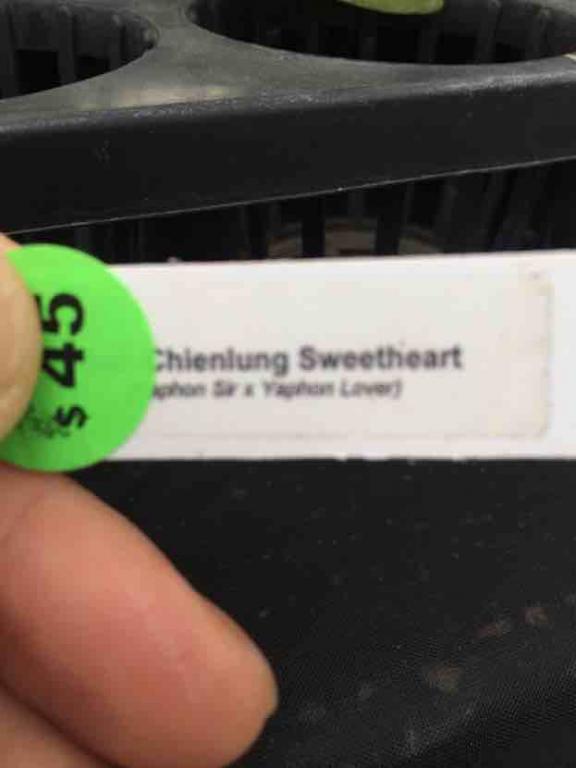 $ 45
Chienlung Sweetheart
aphon Sir x Yaphon Lover)